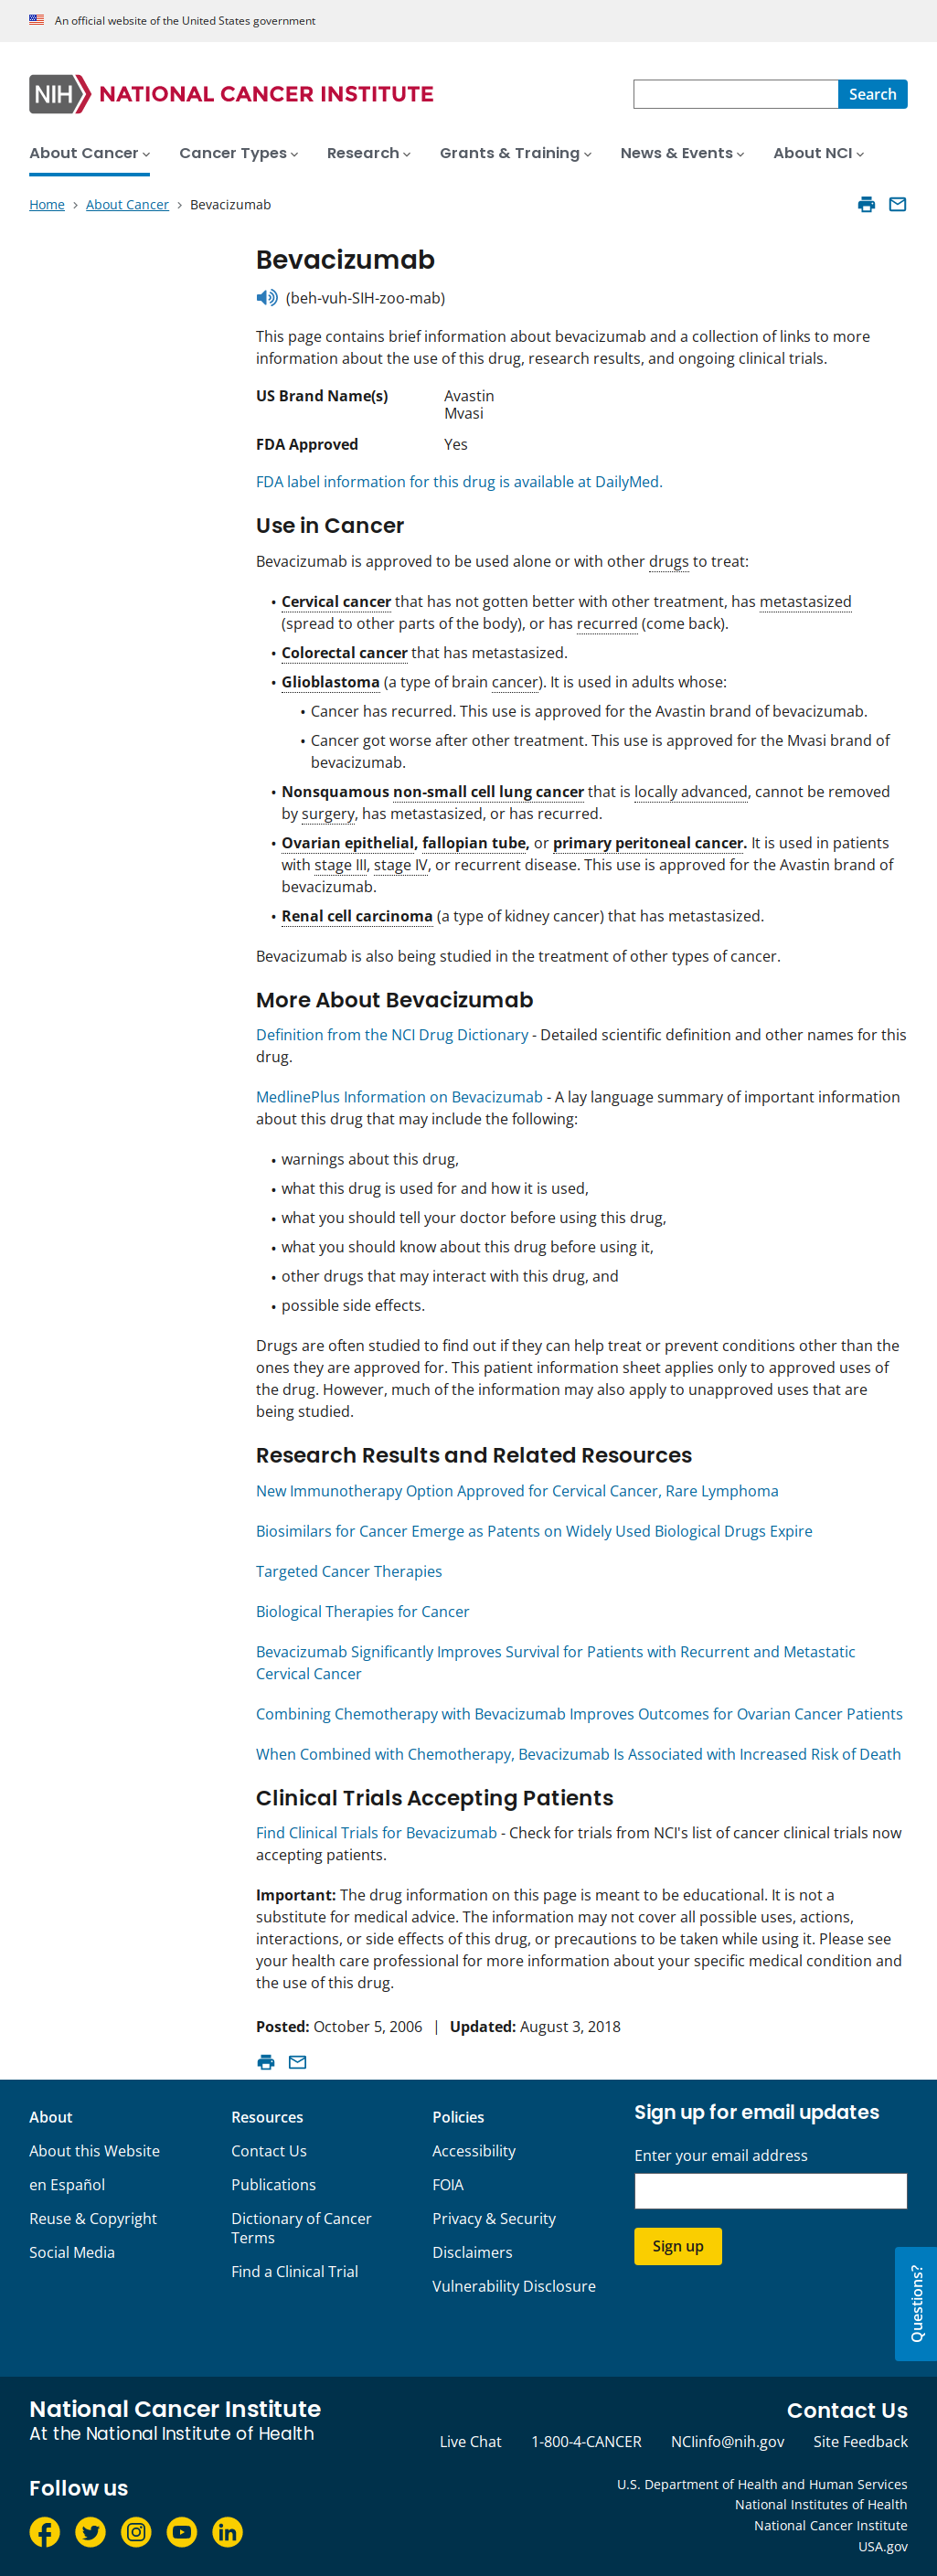 An official website of the United States government
NIH NATIONAL CANCER INSTITUTE
Search
About Cancer Cancer Types Research Grants & Training News & Events About NCI
Home > About Cancer > Bevacizumab
Bevacizumab
(beh-vuh-SIH-zoo-mab)
This page contains brief information about bevacizumab and a collection of links to more
information about the use of this drug, research results, and ongoing clinical trials.
US Brand Name(s) Avastin
Mvasi
FDA Approved Yes
FDA label information for this drug is available at DailyMed.
Use in Cancer
Bevacizumab is approved to be used alone or with other drugs to treat:
• Cervical cancer that has not gotten better with other treatment, has metastasized
(spread to other parts of the body), or has recurred (come back).
• Colorectal cancer that has metastasized.
• Glioblastoma (a type of brain cancer). It is used in adults whose:
• Cancer has recurred. This use is approved for the Avastin brand of bevacizumab.
• Cancer got worse after other treatment. This use is approved for the Mvasi brand of
bevacizumab.
• Nonsquamous non-small cell lung cancer that is locally advanced, cannot be removed
by surgery, has metastasized, or has recurred.
• Ovarian epithelial, fallopian tube, or primary peritoneal cancer. It is used in patients
with stage III, stage IV, or recurrent disease. This use is approved for the Avastin brand of
bevacizumab.
• Renal cell carcinoma (a type of kidney cancer) that has metastasized.
Bevacizumab is also being studied in the treatment of other types of cancer.
More About Bevacizumab
Definition from the NCI Drug Dictionary - Detailed scientific definition and other names for this
drug.
MedlinePlus Information on Bevacizumab - A lay language summary of important information
about this drug that may include the following:
• warnings about this drug,
• what this drug is used for and how it is used,
• what you should tell your doctor before using this drug,
• what you should know about this drug before using it,
• other drugs that may interact with this drug, and
• possible side effects.
Drugs are often studied to find out if they can help treat or prevent conditions other than the
ones they are approved for. This patient information sheet applies only to approved uses of
the drug. However, much of the information may also apply to unapproved uses that are
being studied.
Research Results and Related Resources
New Immunotherapy Option Approved for Cervical Cancer, Rare Lymphoma
Biosimilars for Cancer Emerge as Patents on Widely Used Biological Drugs Expire
Targeted Cancer Therapies
Biological Therapies for Cancer
Bevacizumab Significantly Improves Survival for Patients with Recurrent and Metastatic
Cervical Cancer
Combining Chemotherapy with Bevacizumab Improves Outcomes for Ovarian Cancer Patients
When Combined with Chemotherapy, Bevacizumab Is Associated with Increased Risk of Death
Clinical Trials Accepting Patients
Find Clinical Trials for Bevacizumab - Check for trials from NCI's list of cancer clinical trials now
accepting patients.
Important: The drug information on this page is meant to be educational. It is not a
substitute for medical advice. The information may not cover all possible uses, actions,
interactions, or side effects of this drug, or precautions to be taken while using it. Please see
your health care professional for more information about your specific medical condition and
the use of this drug.
Posted: October 5, 2006 | Updated: August 3, 2018
About
About this Website
en Español
Reuse & Copyright
Social Media
Resources
Contact Us
Publications
Dictionary of Cancer
Terms
Find a Clinical Trial
Policies
Accessibility
FOIA
Privacy & Security
Disclaimers
Vulnerability Disclosure
Sign up for email updates
Enter your email address
Sign up
Questions?
National Cancer Institute
At the National Institute of Health
Contact Us
Live Chat 1-800-4-CANCER NCIinfo@nih.gov Site Feedback
Follow us
U.S. Department of Health and Human Services
National Institutes of Health
National Cancer Institute
USA.gov